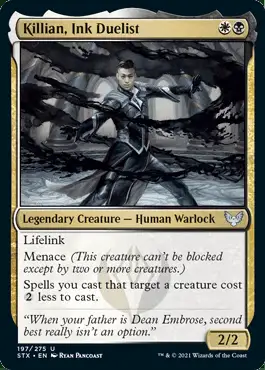 Killian, Ink Duelist
Legendary Creature — Human Warlock
Lifelink
Menace (This creature can't be blocked
except by two or more creatures.)
Spells you cast that target a creature cost
2 less to cast.
"When your father is Dean Embrose, second
best really isn't an option."
2/2
197/275 U
STX • EN Ryan Pancoast
™ & © 2021 Wizards of the Coast